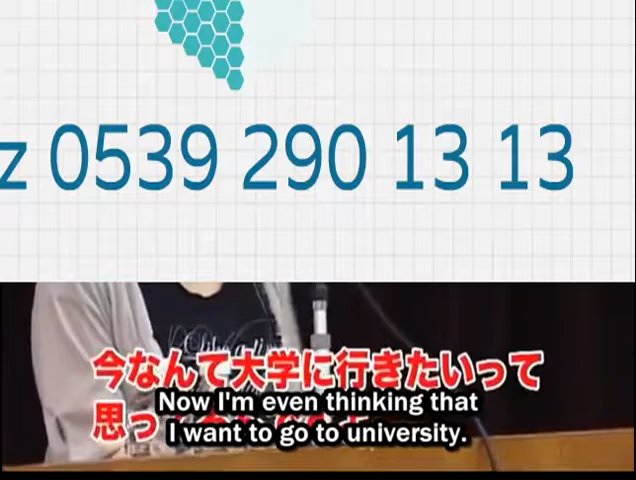 z 0539 290 13 13
今なんて大学に行きたいって
思っ
Now I'm even thinking that
I want to go to university.